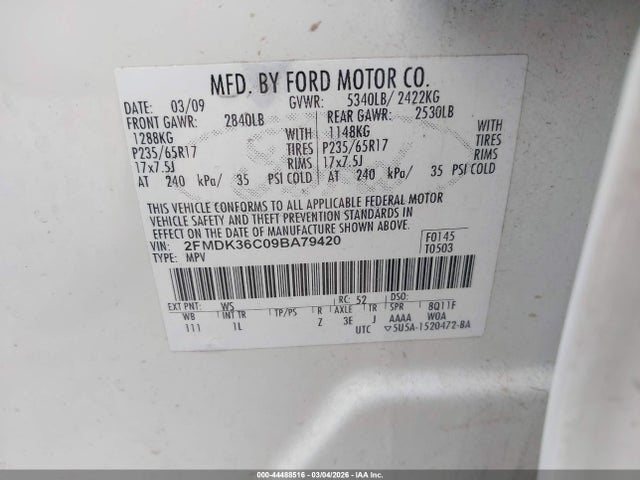 MFD. BY FORD MOTOR CO.
DATE: 03/09 GVWR: 5340LB/ 2422KG
FRONT GAWR: 2840LB REAR GAWR: 2530LB
1288KG WITH 1148KG WITH
P235/65R17 TIRES P235/65R17 TIRES
17x7.5J RIMS 17x7.5J RIMS
AT 240 kPa/ 35 PSI COLD AT 240 kPa/ 35 PSI COLD
THIS VEHICLE CONFORMS TO ALL APPLICABLE FEDERAL MOTOR
VEHICLE SAFETY AND THEFT PREVENTION STANDARDS IN EFFECT
ON THE DATE OF MANUFACTURE SHOWN ABOVE.
VIN: 2FMDK36C09BA79420 F0145
TYPE: MPV T0503
EXT PNT: WS RC: 52 DSO:
WB INT TR TP/PS R AXLE TR SPR 8Q11F
111 1L Z 3E J AAAA W0A
UTC ▽5U5A-1520472-BA
000-44488516 - 03/04/2026 - IAA Inc.